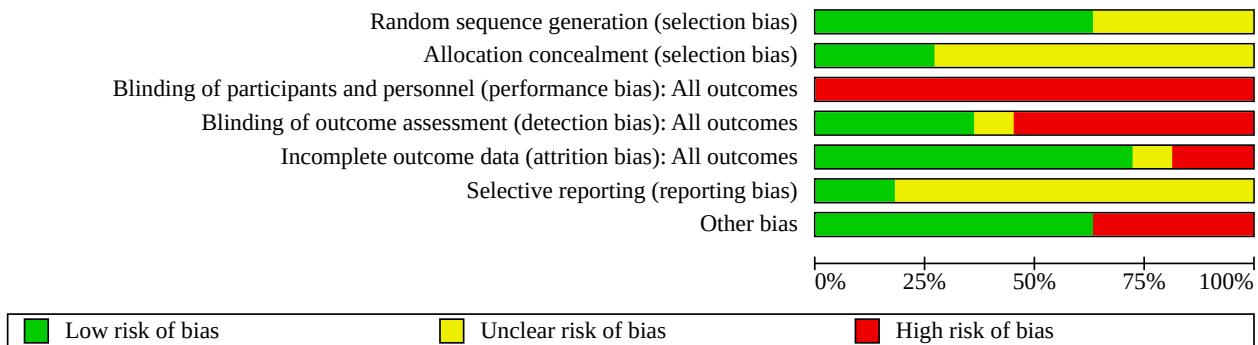 Random sequence generation (selection bias)
Allocation concealment (selection bias)
Blinding of participants and personnel (performance bias): All outcomes
Blinding of outcome assessment (detection bias): All outcomes
Incomplete outcome data (attrition bias): All outcomes
Selective reporting (reporting bias)
Other bias
0% 25% 50% 75% 100%
Low risk of bias Unclear risk of bias High risk of bias